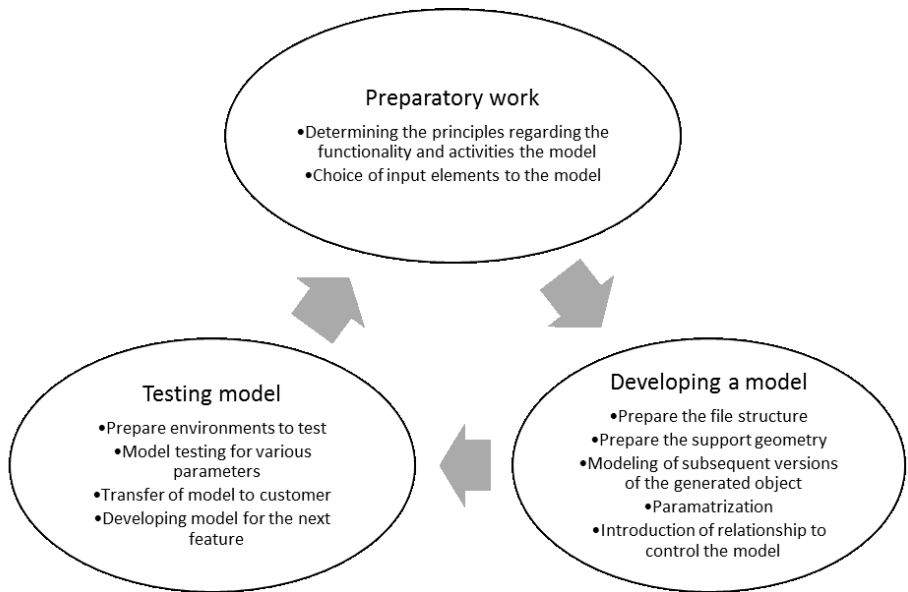 Preparatory work
•Determining the principles regarding the
functionality and activities the model
•Choice of input elements to the model
Testing model
•Prepare environments to test
•Model testing for various
parameters
•Transfer of model to customer
•Developing model for the next
feature
Developing a model
•Prepare the file structure
•Prepare the support geometry
•Modeling of subsequent versions
of the generated object
•Paramatrization
•Introduction of relationship to
control the model